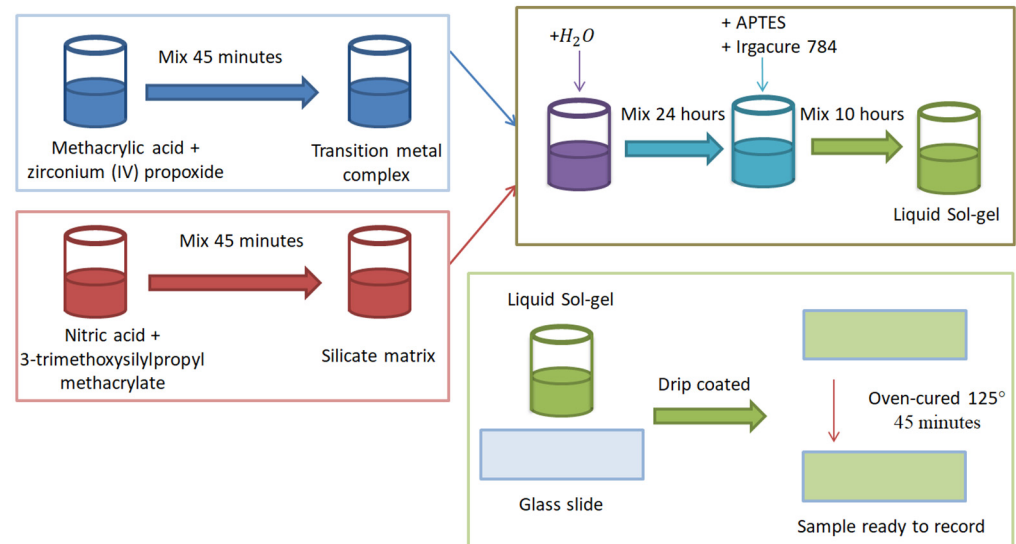 Mix 45 minutes
Methacrylic acid +
zirconium (IV) propoxide
Transition metal
complex
Mix 45 minutes
Nitric acid +
3-trimethoxysilylpropyl
methacrylate
Silicate matrix
+H₂O
+ APTES
+ Irgacure 784
Mix 24 hours
Mix 10 hours
Liquid Sol-gel
Liquid Sol-gel
Glass slide
Drip coated
Oven-cured 125°
45 minutes
Sample ready to record